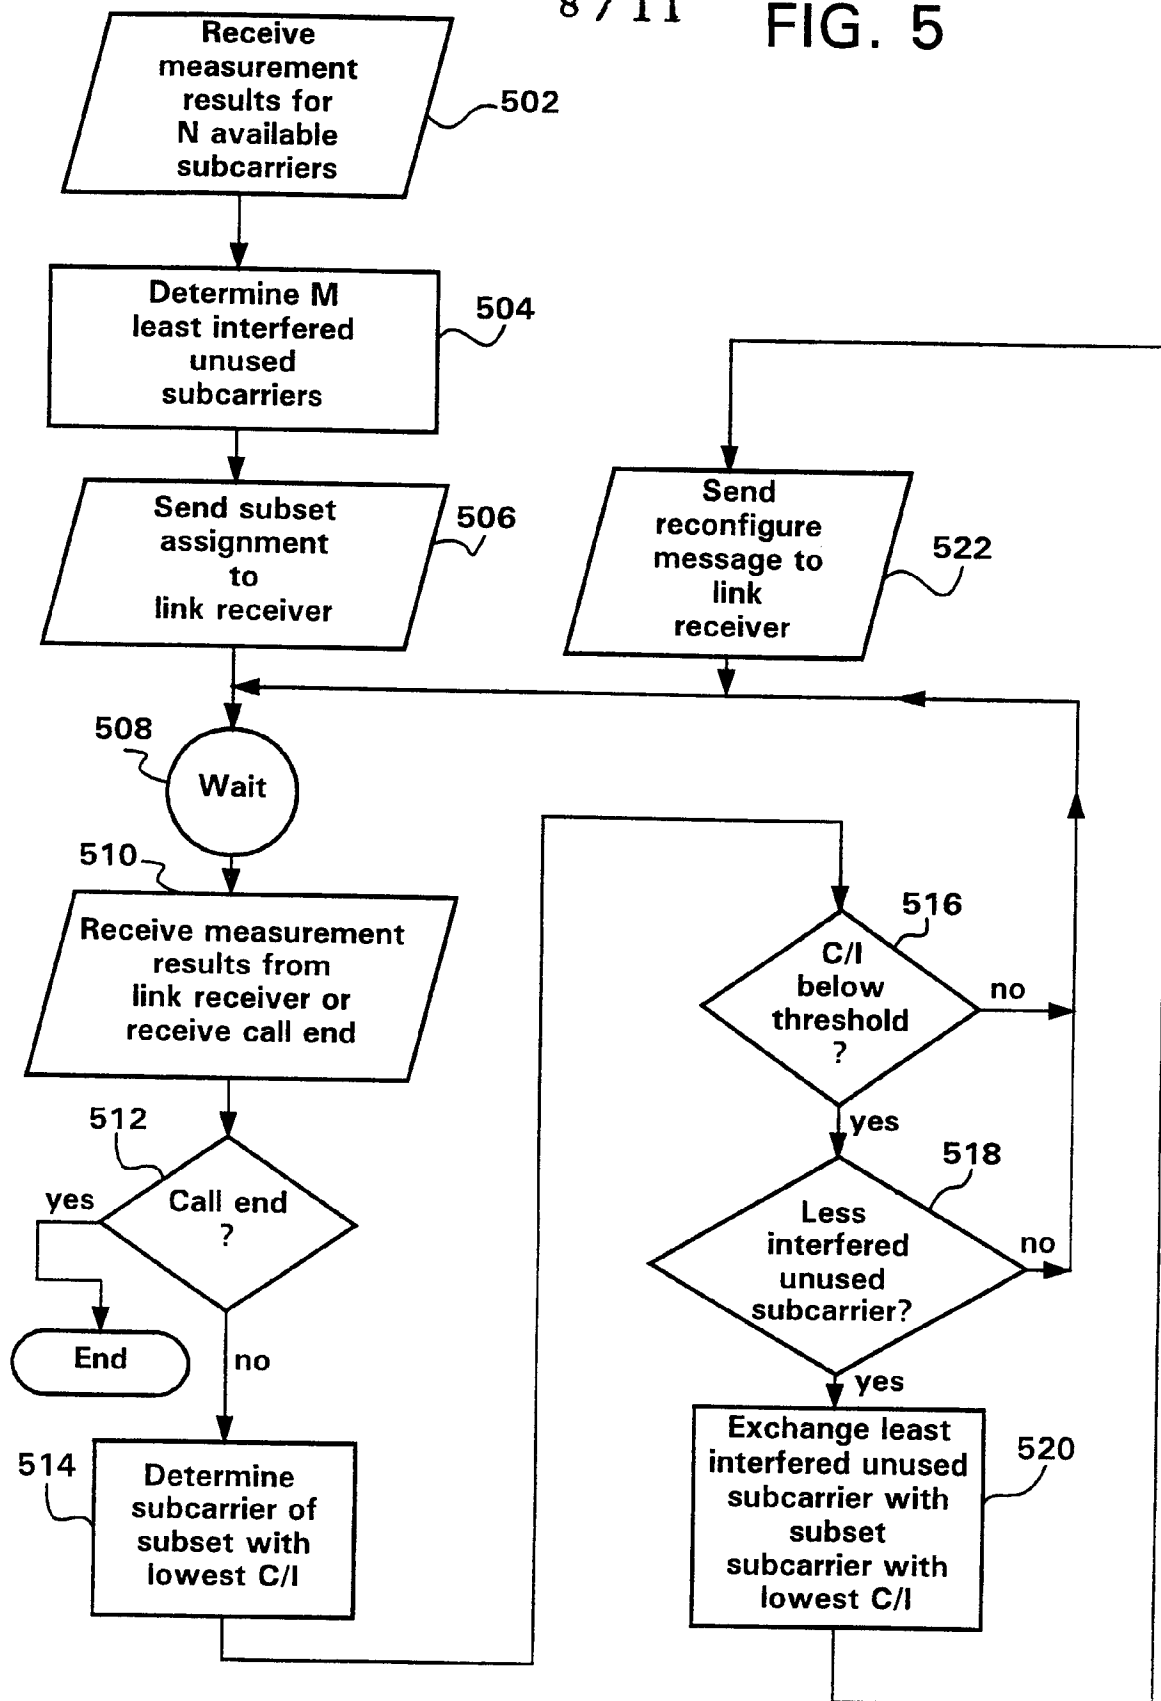 8 / 11
FIG. 5
Receive
measurement
results for
N available
subcarriers
502
Determine M
least interfered
unused
subcarriers
504
Send subset
assignment
to
link receiver
506
Send
reconfigure
message to
link
receiver
522
508
Wait
510
Receive measurement
results from
link receiver or
receive call end
512
Call end
?
yes
End
no
514
Determine
subcarrier of
subset with
lowest C/I
516
C/I
below
threshold
?
no
yes
518
Less
interfered
unused
subcarrier?
no
yes
Exchange least
interfered unused
subcarrier with
subset
subcarrier with
lowest C/I
520